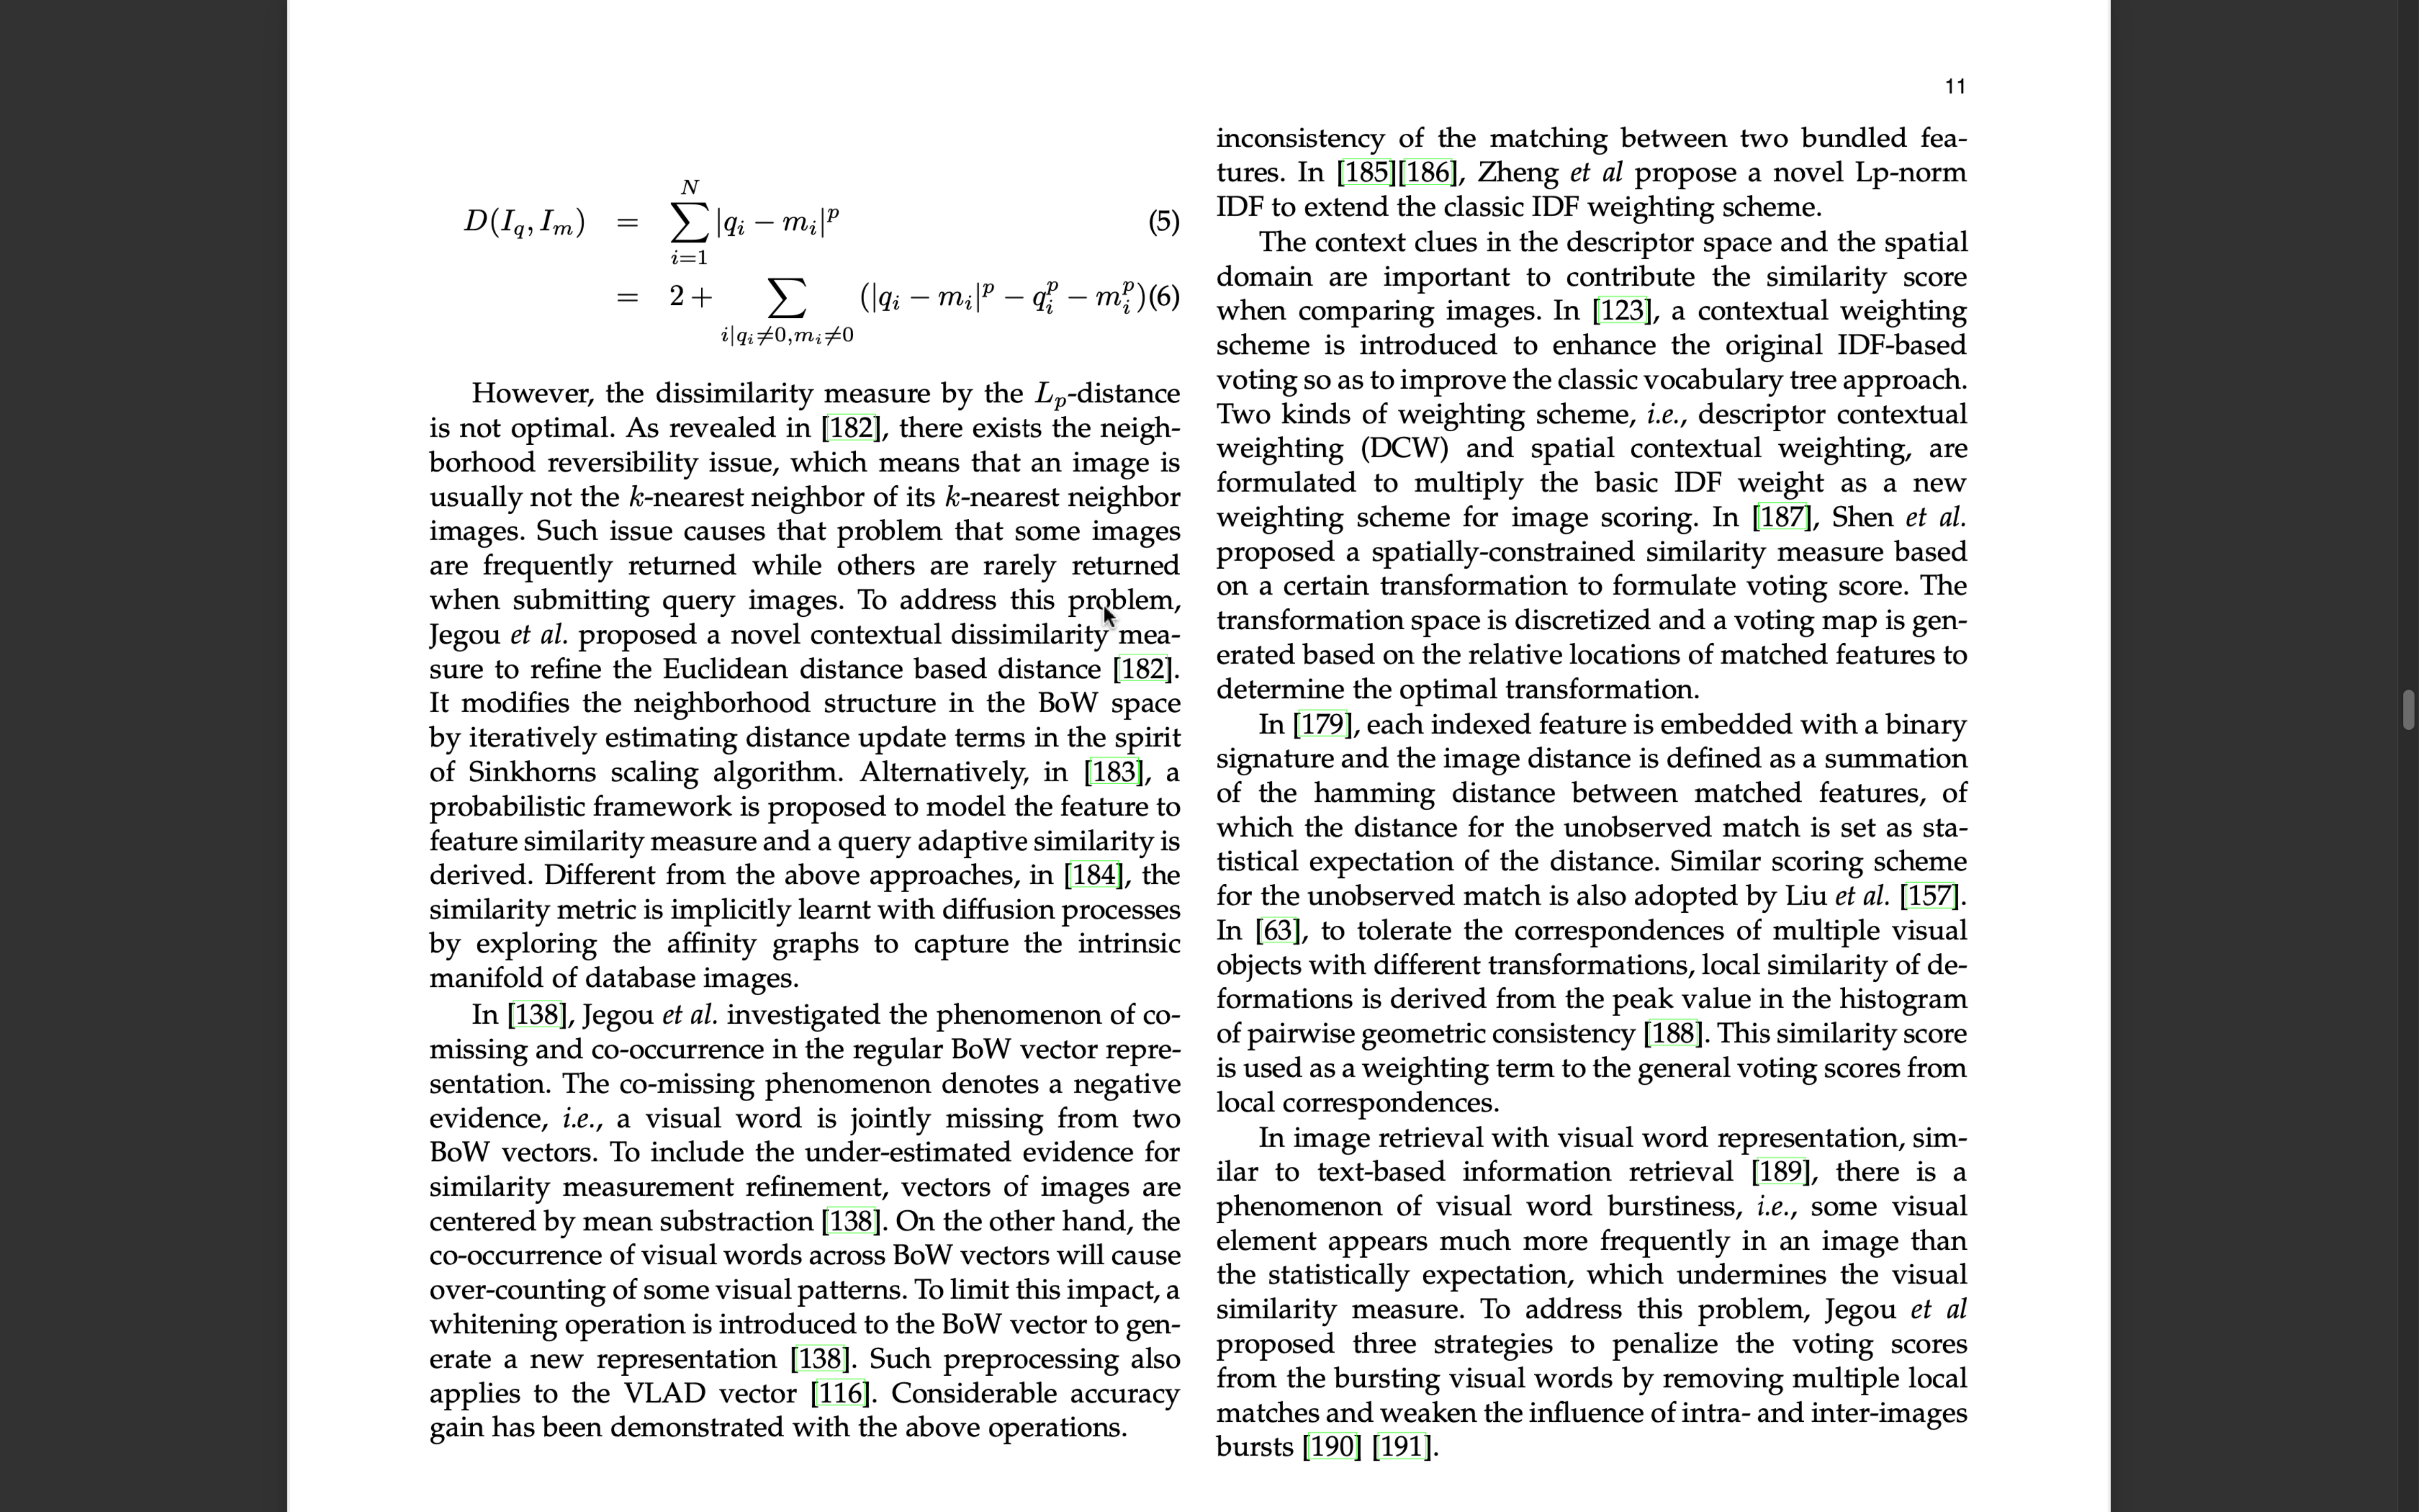 11
D(I_q, I_m) = \sum_{i=1}^{N} |q_i − m_i|^p (5)
= 2 + \sum_{i|q_i≠0,m_i≠0} (|q_i − m_i|^p − q_i^p − m_i^p)(6)
However, the dissimilarity measure by the L_p-distance
is not optimal. As revealed in [182], there exists the neigh-
borhood reversibility issue, which means that an image is
usually not the k-nearest neighbor of its k-nearest neighbor
images. Such issue causes that problem that some images
are frequently returned while others are rarely returned
when submitting query images. To address this problem,
Jegou et al. proposed a novel contextual dissimilarity mea-
sure to refine the Euclidean distance based distance [182].
It modifies the neighborhood structure in the BoW space
by iteratively estimating distance update terms in the spirit
of Sinkhorns scaling algorithm. Alternatively, in [183], a
probabilistic framework is proposed to model the feature to
feature similarity measure and a query adaptive similarity is
derived. Different from the above approaches, in [184], the
similarity metric is implicitly learnt with diffusion processes
by exploring the affinity graphs to capture the intrinsic
manifold of database images.
In [138], Jegou et al. investigated the phenomenon of co-
missing and co-occurrence in the regular BoW vector repre-
sentation. The co-missing phenomenon denotes a negative
evidence, i.e., a visual word is jointly missing from two
BoW vectors. To include the under-estimated evidence for
similarity measurement refinement, vectors of images are
centered by mean substraction [138]. On the other hand, the
co-occurrence of visual words across BoW vectors will cause
over-counting of some visual patterns. To limit this impact, a
whitening operation is introduced to the BoW vector to gen-
erate a new representation [138]. Such preprocessing also
applies to the VLAD vector [116]. Considerable accuracy
gain has been demonstrated with the above operations.
inconsistency of the matching between two bundled fea-
tures. In [185][186], Zheng et al propose a novel Lp-norm
IDF to extend the classic IDF weighting scheme.
The context clues in the descriptor space and the spatial
domain are important to contribute the similarity score
when comparing images. In [123], a contextual weighting
scheme is introduced to enhance the original IDF-based
voting so as to improve the classic vocabulary tree approach.
Two kinds of weighting scheme, i.e., descriptor contextual
weighting (DCW) and spatial contextual weighting, are
formulated to multiply the basic IDF weight as a new
weighting scheme for image scoring. In [187], Shen et al.
proposed a spatially-constrained similarity measure based
on a certain transformation to formulate voting score. The
transformation space is discretized and a voting map is gen-
erated based on the relative locations of matched features to
determine the optimal transformation.
In [179], each indexed feature is embedded with a binary
signature and the image distance is defined as a summation
of the hamming distance between matched features, of
which the distance for the unobserved match is set as sta-
tistical expectation of the distance. Similar scoring scheme
for the unobserved match is also adopted by Liu et al. [157].
In [63], to tolerate the correspondences of multiple visual
objects with different transformations, local similarity of de-
formations is derived from the peak value in the histogram
of pairwise geometric consistency [188]. This similarity score
is used as a weighting term to the general voting scores from
local correspondences.
In image retrieval with visual word representation, sim-
ilar to text-based information retrieval [189], there is a
phenomenon of visual word burstiness, i.e., some visual
element appears much more frequently in an image than
the statistically expectation, which undermines the visual
similarity measure. To address this problem, Jegou et al
proposed three strategies to penalize the voting scores
from the bursting visual words by removing multiple local
matches and weaken the influence of intra- and inter-images
bursts [190] [191].